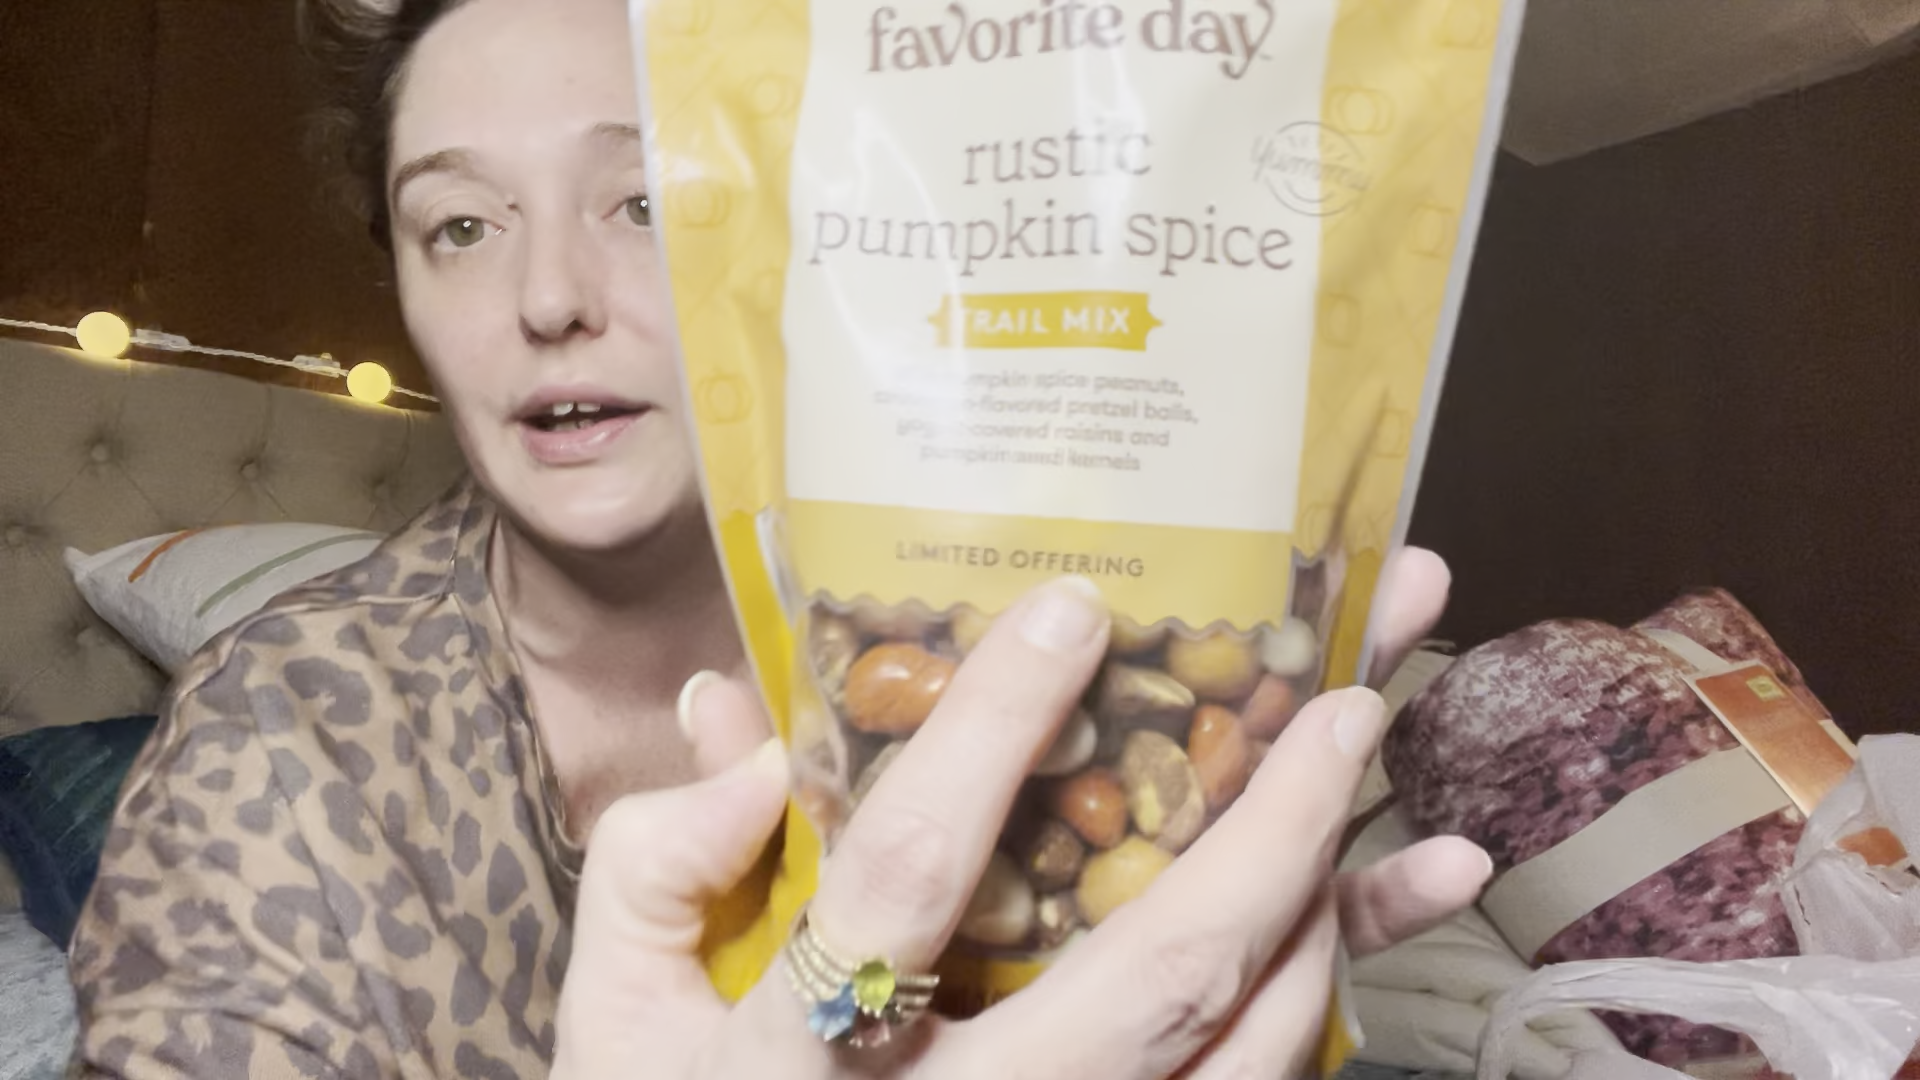 favorite day
rustic
pumpkin spice
Yummm
TRAIL MIX
pumpkin spice peanuts,
flavored pretzel balls,
covered raisins and
pumpkin seed kernels
LIMITED OFFERING